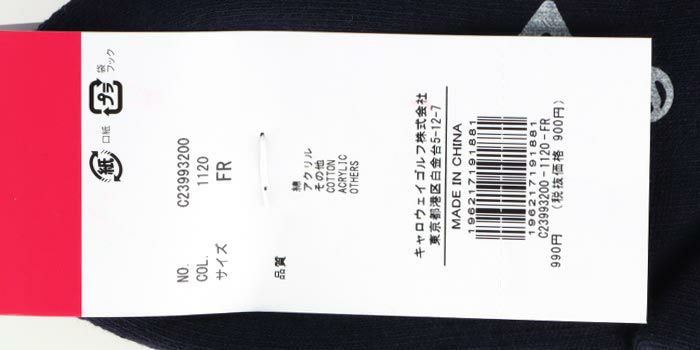 袋
フック
プラ
口紙
紙
NO. C23993200
COL. 1120
サイズ FR
品質
綿
アクリル
その他
COTTON
ACRYLIC
OTHERS
キャロウェイゴルフ株式会社
東京都港区白金台5-12-7
MADE IN CHINA
1962171917881
1962171917881
C23993200-1120-FR
990円 (税抜価格 900円)